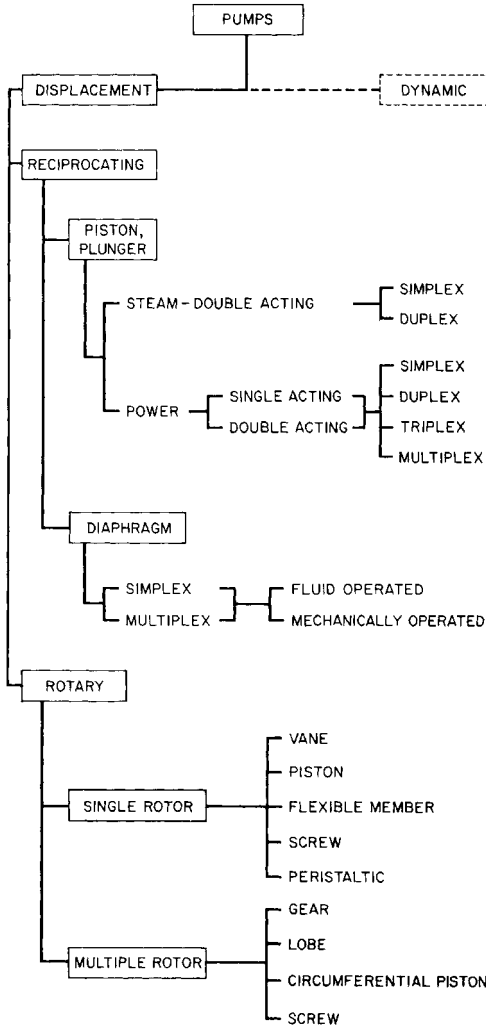 PUMPS
DISPLACEMENT
DYNAMIC
RECIPROCATING
PISTON,
PLUNGER
STEAM-DOUBLE ACTING
SIMPLEX
DUPLEX
POWER
SINGLE ACTING
DOUBLE ACTING
SIMPLEX
DUPLEX
TRIPLEX
MULTIPLEX
DIAPHRAGM
SIMPLEX
MULTIPLEX
FLUID OPERATED
MECHANICALLY OPERATED
ROTARY
SINGLE ROTOR
VANE
PISTON
FLEXIBLE MEMBER
SCREW
PERISTALTIC
MULTIPLE ROTOR
GEAR
LOBE
CIRCUMFERENTIAL PISTON
SCREW